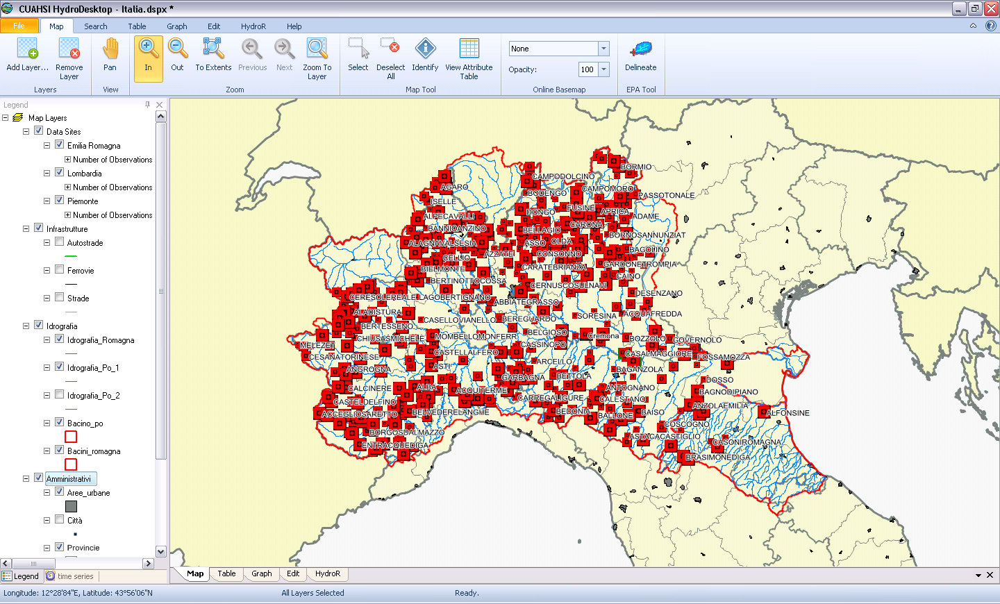 CUAHSI HydroDesktop - Italia.dspx *
File Map Search Table Graph Edit HydroR Help
Add Layer... Remove Layer Pan In Out To Extents Previous Next Zoom To Layer Select Deselect All Identify View Attribute Table None Opacity: 100 Delineate
Layers View Zoom Map Tool Online Basemap EPA Tool
Legend
Map Layers
Data Sites
Emilia Romagna
Number of Observations
Lombardia
Number of Observations
Piemonte
Number of Observations
Infrastrutture
Autostrade
Ferrovie
Strade
Idrografia
Idrografia_Romagna
Idrografia_Po_1
Idrografia_Po_2
Bacino_po
Bacini_romagna
Amministrativi
Aree_urbane
Città
Provincie
Legend time series
BORMIO
CAMPODOLCINO
AGARO
CAMPOMORO
BODENGO
PASSOTONALE
ISELLE
DONGO
FUSINE
APRICA
ALPECAVALLI
ADAME
CARONA
BANNIOANZINO
BELLAGIO
BORNOSANNUNZIAT
ALAGNAVALSESIA
ASSO
OLDA
BAGOLINO
AZZATE
CONSONNO
CELLIO
GARDONETROMPIA
BIELMONTE
CARATEBRIANZA
CAINO
BERTINOTTOCOSSA
CERNUSCOSULNAVI
DESENZANO
CERESOLEREALE
LAGOBERTIGNANO
ABBIATEGRASSO
ALADISTURA
ACQUAFREDDA
SORESINA
CASELLOVIANELLO
BEREGUARDO
BERTESSENO
BELGIOSO
MOMBELLOMONFERR
Cremona
CHIUSASMICHELE
BOZZOLO
GOVERNOLO
MELEZET
CASSINOPO
CASTELLALFERO
CASALMAGGIORE
FOSSAMOZZA
CESANATORINESE
ARCELLO
ASTI
ANGROGNA
BAGANZOLA
GARBAGNA
BETTOLA
DOSSO
CALCINERE
ALBA
ANTOGNANO
ACQUITERME
BAGNODIPIANO
CARREGALIGURE
CALESTANO
CASTELDELFINO
ANZOLAEMILIA
BELVEDERELANGHE
BEDONIA
BAISO
ALFONSINE
ACCEGLIOSARETTO
BALLONE
COSCOGNO
BORGOSDALMAZZO
ASTACACASTIGLIO
CASONIROMAGNA
ENTRACQUEDIGA
BRASIMONEDIGA
Map Table Graph Edit HydroR
Longitude: 12°28'84"E, Latitude: 43°56'06"N All Layers Selected Ready.